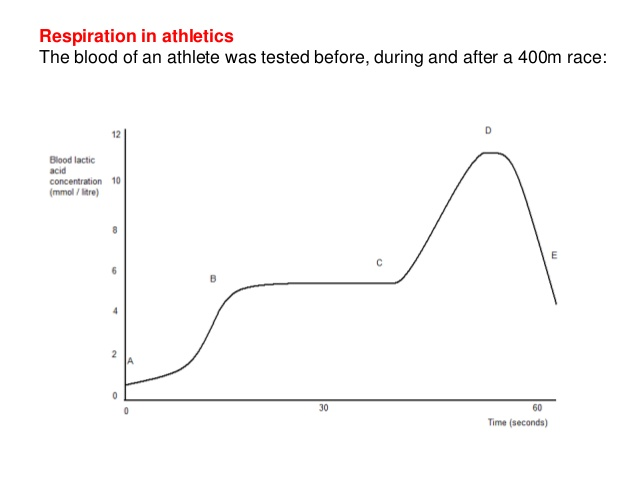 Respiration in athletics
The blood of an athlete was tested before, during and after a 400m race:
D
12
Blood lactic
acid
concentration
(mmol / litre)
10
8
E
C
6
B
4
2
A
0
0
30
60
Time (seconds)